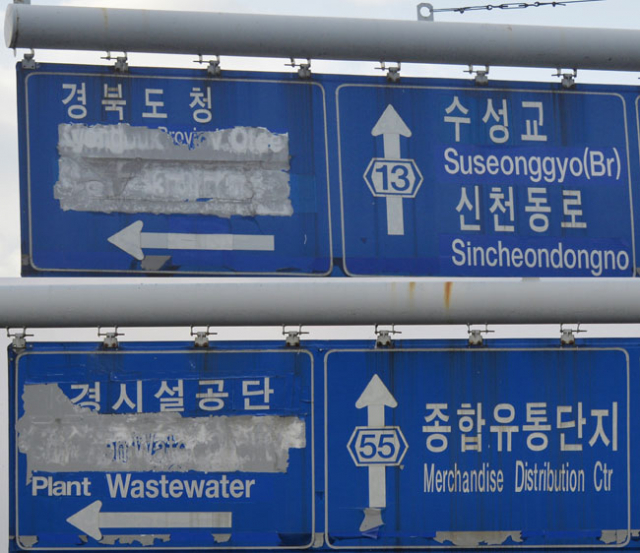 경북도청
수성교
13
Suseonggyo(Br)
신천동로
Sincheondongno
경시설공단
Plant Wastewater
55
종합유통단지
Merchandise Distribution Ctr